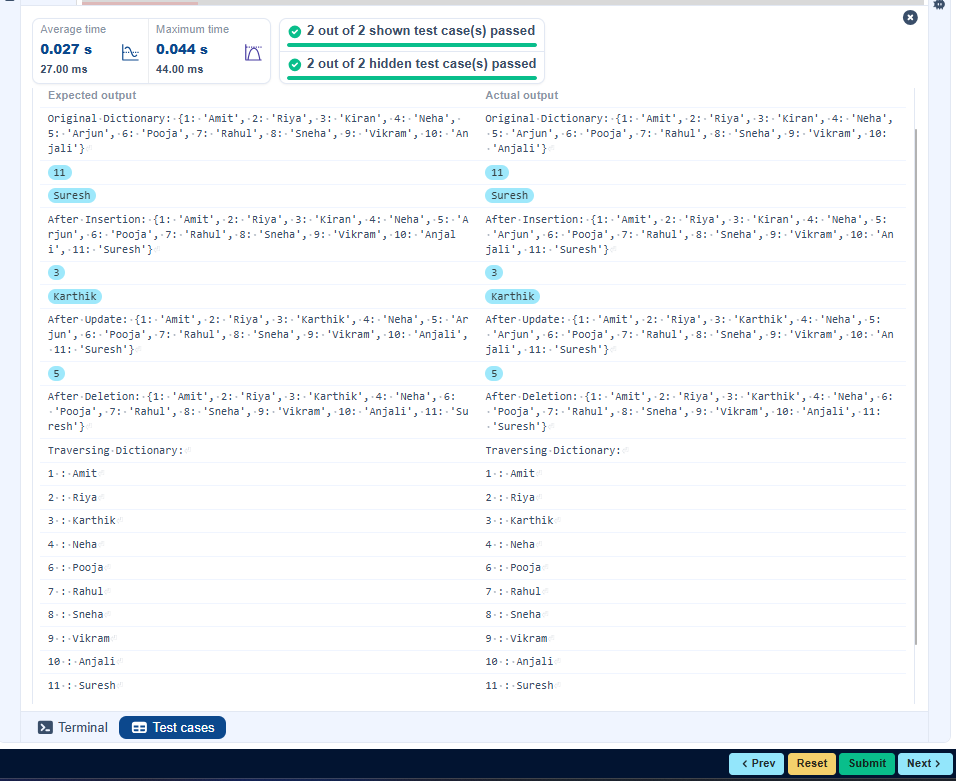 Average time
0.027 s
27.00 ms
Maximum time
0.044 s
44.00 ms
2 out of 2 shown test case(s) passed
2 out of 2 hidden test case(s) passed
Expected output
Original·Dictionary:·{1:·'Amit',·2:·'Riya',·3:·'Kiran',·4:·'Neha',·
5:·'Arjun',·6:·'Pooja',·7:·'Rahul',·8:·'Sneha',·9:·'Vikram',·10:·'An
jali'}
11
Suresh
After·Insertion:·{1:·'Amit',·2:·'Riya',·3:·'Kiran',·4:·'Neha',·5:·'A
rjun',·6:·'Pooja',·7:·'Rahul',·8:·'Sneha',·9:·'Vikram',·10:·'Anjal
i',·11:·'Suresh'}
3
Karthik
After·Update:·{1:·'Amit',·2:·'Riya',·3:·'Karthik',·4:·'Neha',·5:·'Ar
jun',·6:·'Pooja',·7:·'Rahul',·8:·'Sneha',·9:·'Vikram',·10:·'Anjali',
·11:·'Suresh'}
5
After·Deletion:·{1:·'Amit',·2:·'Riya',·3:·'Karthik',·4:·'Neha',·6:
·'Pooja',·7:·'Rahul',·8:·'Sneha',·9:·'Vikram',·10:·'Anjali',·11:·'Su
resh'}
Traversing·Dictionary:
1·:·Amit
2·:·Riya
3·:·Karthik
4·:·Neha
6·:·Pooja
7·:·Rahul
8·:·Sneha
9·:·Vikram
10·:·Anjali
11·:·Suresh
Actual output
Original·Dictionary:·{1:·'Amit',·2:·'Riya',·3:·'Kiran',·4:·'Neha',
·5:·'Arjun',·6:·'Pooja',·7:·'Rahul',·8:·'Sneha',·9:·'Vikram',·10:
·'Anjali'}
11
Suresh
After·Insertion:·{1:·'Amit',·2:·'Riya',·3:·'Kiran',·4:·'Neha',·5:
·'Arjun',·6:·'Pooja',·7:·'Rahul',·8:·'Sneha',·9:·'Vikram',·10:·'An
jali',·11:·'Suresh'}
3
Karthik
After·Update:·{1:·'Amit',·2:·'Riya',·3:·'Karthik',·4:·'Neha',·5:
·'Arjun',·6:·'Pooja',·7:·'Rahul',·8:·'Sneha',·9:·'Vikram',·10:·'An
jali',·11:·'Suresh'}
5
After·Deletion:·{1:·'Amit',·2:·'Riya',·3:·'Karthik',·4:·'Neha',·6:
·'Pooja',·7:·'Rahul',·8:·'Sneha',·9:·'Vikram',·10:·'Anjali',·11:
·'Suresh'}
Traversing·Dictionary:
1·:·Amit
2·:·Riya
3·:·Karthik
4·:·Neha
6·:·Pooja
7·:·Rahul
8·:·Sneha
9·:·Vikram
10·:·Anjali
11·:·Suresh
Terminal
Test cases
< Prev
Reset
Submit
Next >